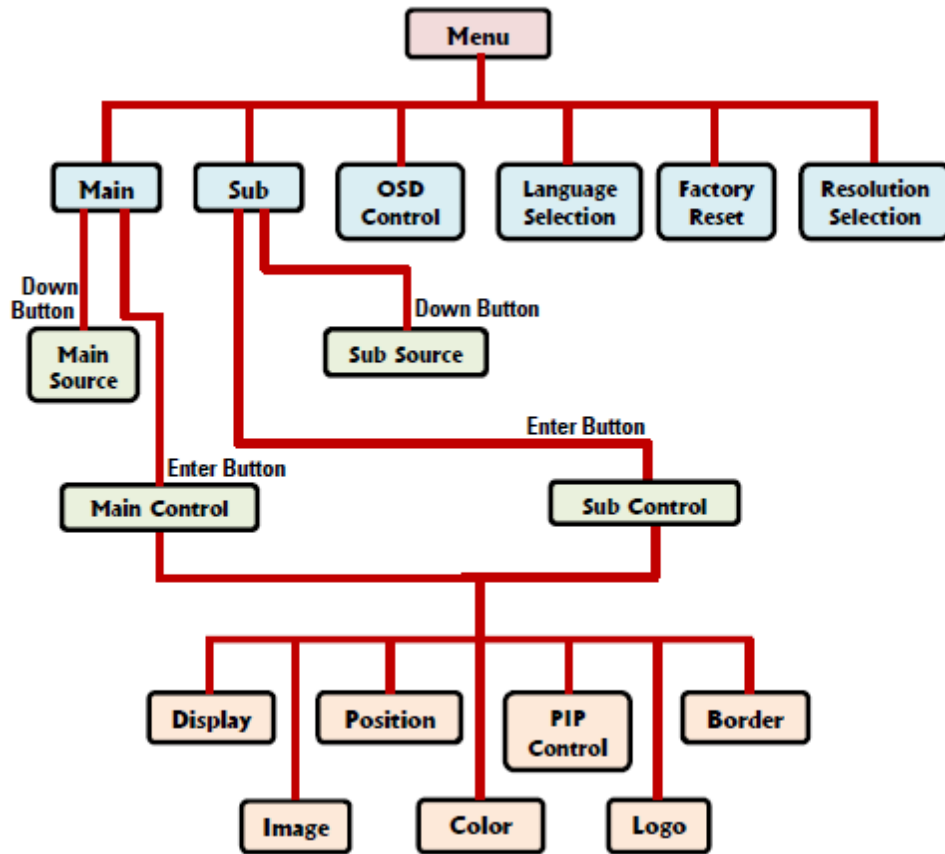 Menu
Main
Sub
OSD
Control
Language
Selection
Factory
Reset
Resolution
Selection
Down
Button
Down Button
Main
Source
Sub Source
Enter Button
Enter Button
Main Control
Sub Control
Display
Position
PIP
Control
Border
Image
Color
Logo